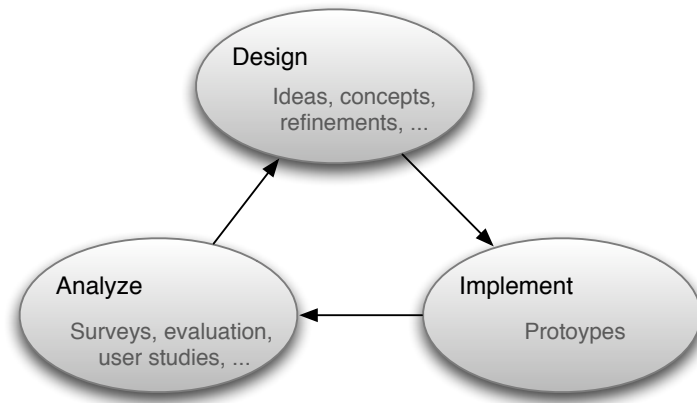 Design
Ideas, concepts,
refinements, ...
Analyze
Surveys, evaluation,
user studies, ...
Implement
Protoypes